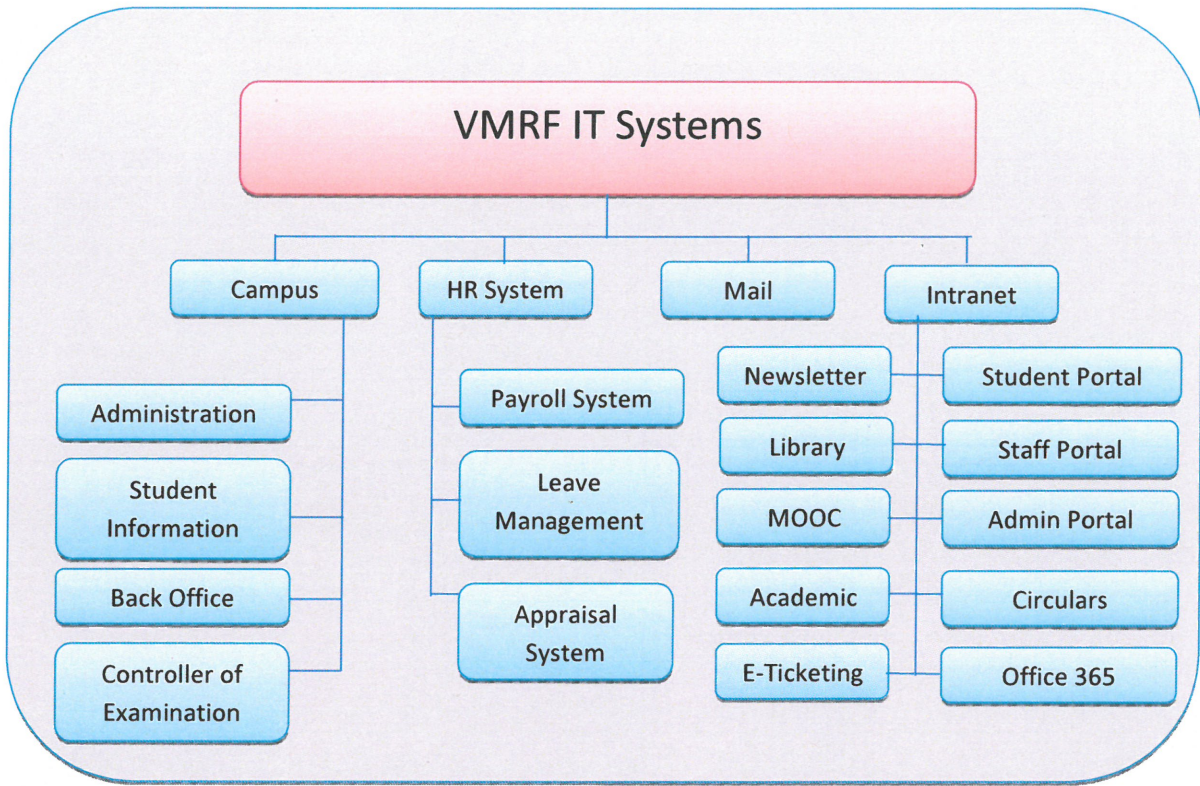 VMRF IT Systems
Campus
HR System
Mail
Intranet
Administration
Student
Information
Back Office
Controller of
Examination
Payroll System
Leave
Management
Appraisal
System
Newsletter
Library
MOOC
Academic
E-Ticketing
Student Portal
Staff Portal
Admin Portal
Circulars
Office 365